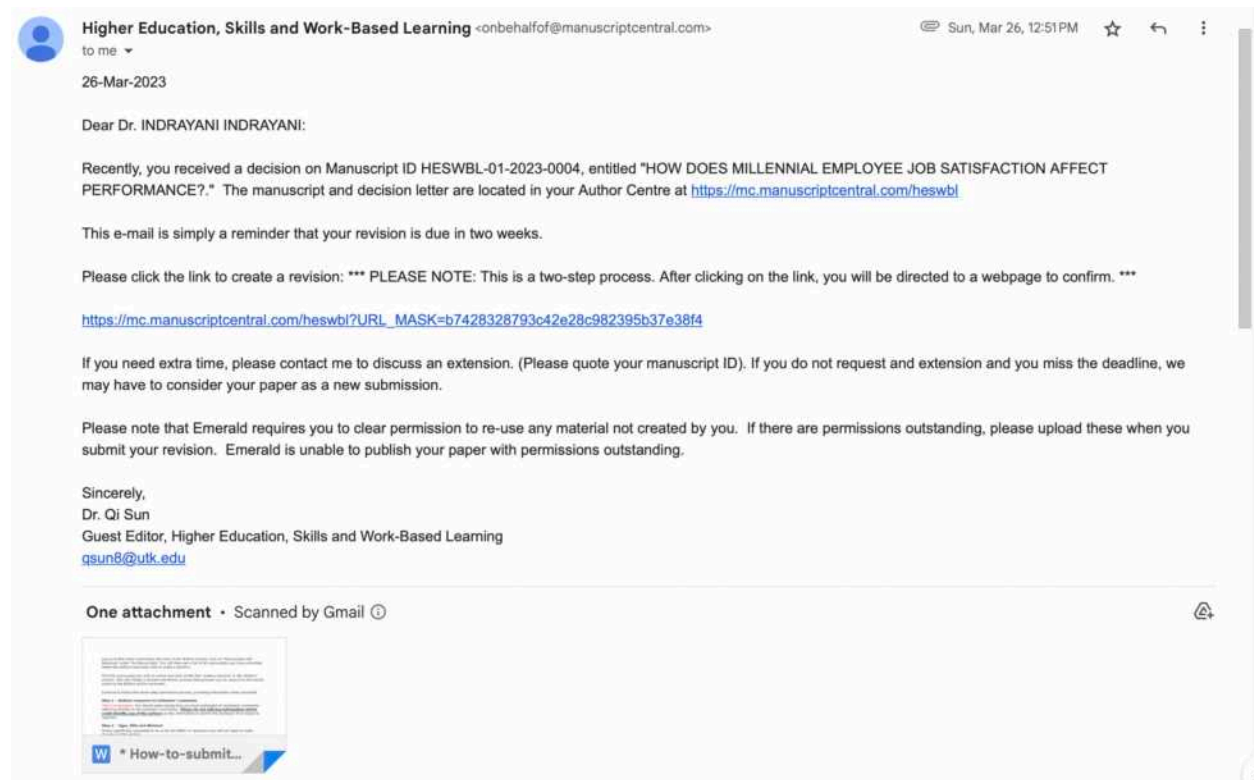 Higher Education, Skills and Work-Based Learning <onbehalfof@manuscriptcentral.com>
Sun, Mar 26, 12:51 PM
to me
26-Mar-2023
Dear Dr. INDRAYANI INDRAYANI:
Recently, you received a decision on Manuscript ID HESWBL-01-2023-0004, entitled "HOW DOES MILLENNIAL EMPLOYEE JOB SATISFACTION AFFECT
PERFORMANCE?." The manuscript and decision letter are located in your Author Centre at https://mc.manuscriptcentral.com/heswbl
This e-mail is simply a reminder that your revision is due in two weeks.
Please click the link to create a revision: *** PLEASE NOTE: This is a two-step process. After clicking on the link, you will be directed to a webpage to confirm. ***
https://mc.manuscriptcentral.com/heswbl?URL_MASK=b7428328793c42e28c982395b37e38f4
If you need extra time, please contact me to discuss an extension. (Please quote your manuscript ID). If you do not request and extension and you miss the deadline, we
may have to consider your paper as a new submission.
Please note that Emerald requires you to clear permission to re-use any material not created by you. If there are permissions outstanding, please upload these when you
submit your revision. Emerald is unable to publish your paper with permissions outstanding.
Sincerely,
Dr. Qi Sun
Guest Editor, Higher Education, Skills and Work-Based Learning
qsun8@utk.edu
One attachment • Scanned by Gmail
W * How-to-submit...